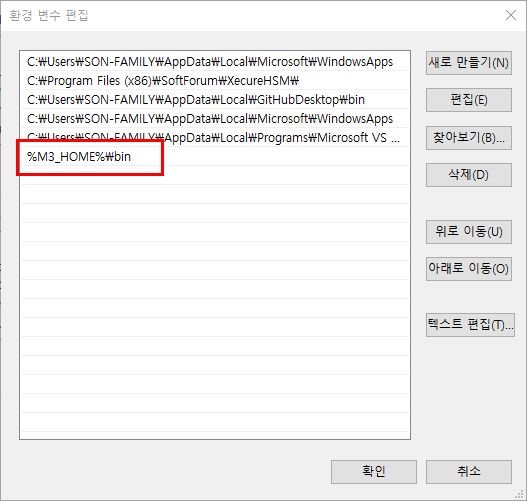 환경 변수 편집
C:₩Users₩SON-FAMILY₩AppData₩Local₩Microsoft₩WindowsApps
C:₩Program Files (x86)₩SoftForum₩XecureHSM₩
C:₩Users₩SON-FAMILY₩AppData₩Local₩GitHubDesktop₩bin
C:₩Users₩SON-FAMILY₩AppData₩Local₩Microsoft₩WindowsApps
C:₩Users₩SON-FAMILY₩AppData₩Local₩Programs₩Microsoft VS ...
%M3_HOME%₩bin
새로 만들기(N)
편집(E)
찾아보기(B)...
삭제(D)
위로 이동(U)
아래로 이동(O)
텍스트 편집(T)...
확인
취소